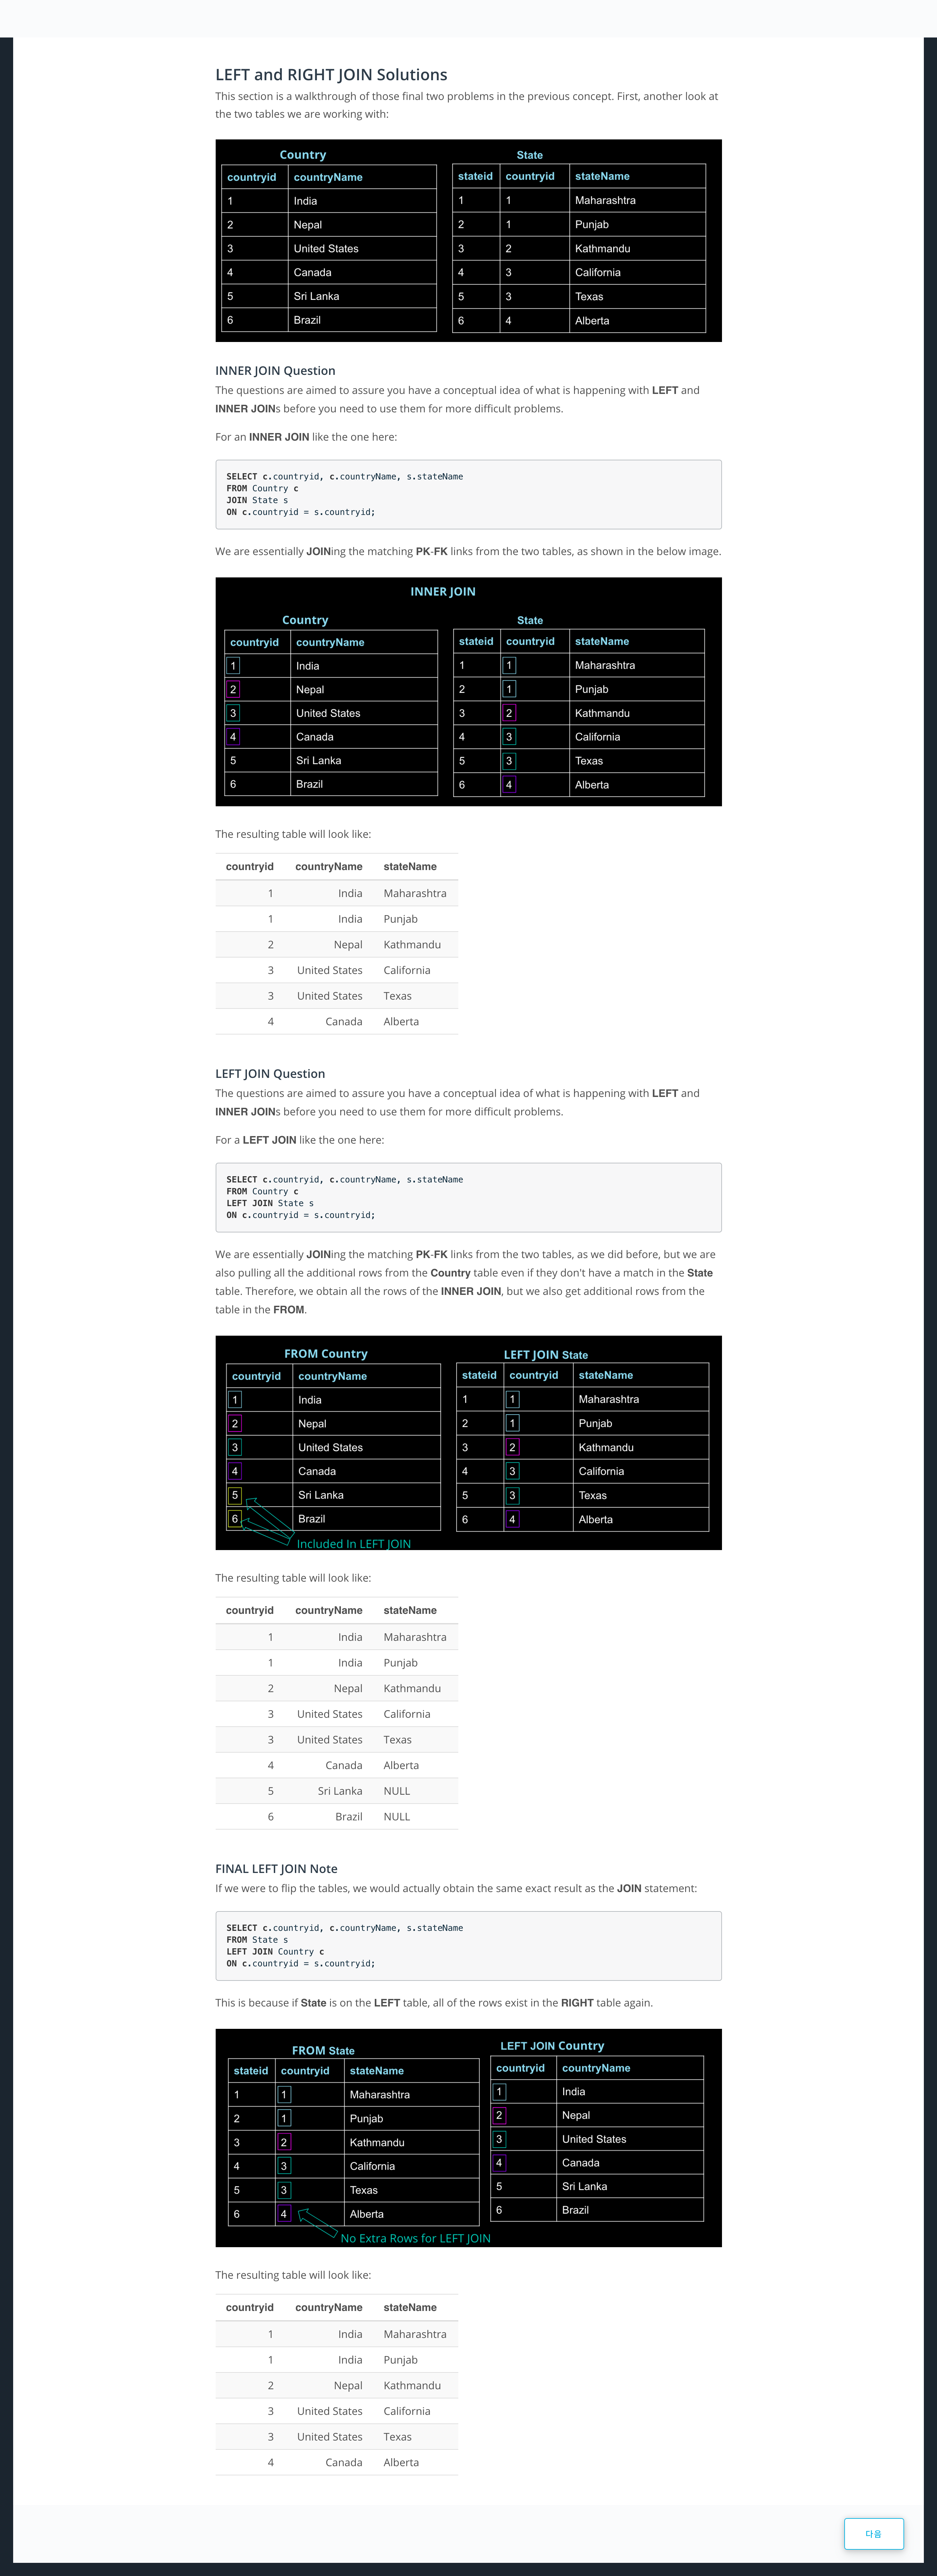 LEFT and RIGHT JOIN Solutions
This section is a walkthrough of those final two problems in the previous concept. First, another look at
the two tables we are working with:
Country State
countryid countryName stateid countryid stateName
1 India 1 1 Maharashtra
2 Nepal 2 1 Punjab
3 United States 3 2 Kathmandu
4 Canada 4 3 California
5 Sri Lanka 5 3 Texas
6 Brazil 6 4 Alberta
INNER JOIN Question
The questions are aimed to assure you have a conceptual idea of what is happening with LEFT and
INNER JOINs before you need to use them for more difficult problems.
For an INNER JOIN like the one here:
SELECT c.countryid, c.countryName, s.stateName
FROM Country c
JOIN State s
ON c.countryid = s.countryid;
We are essentially JOINing the matching PK-FK links from the two tables, as shown in the below image.
INNER JOIN
Country State
countryid countryName stateid countryid stateName
1 India 1 1 Maharashtra
2 Nepal 2 1 Punjab
3 United States 3 2 Kathmandu
4 Canada 4 3 California
5 Sri Lanka 5 3 Texas
6 Brazil 6 4 Alberta
The resulting table will look like:
countryid countryName stateName
1 India Maharashtra
1 India Punjab
2 Nepal Kathmandu
3 United States California
3 United States Texas
4 Canada Alberta
LEFT JOIN Question
The questions are aimed to assure you have a conceptual idea of what is happening with LEFT and
INNER JOINs before you need to use them for more difficult problems.
For a LEFT JOIN like the one here:
SELECT c.countryid, c.countryName, s.stateName
FROM Country c
LEFT JOIN State s
ON c.countryid = s.countryid;
We are essentially JOINing the matching PK-FK links from the two tables, as we did before, but we are
also pulling all the additional rows from the Country table even if they don't have a match in the State
table. Therefore, we obtain all the rows of the INNER JOIN, but we also get additional rows from the
table in the FROM.
FROM Country LEFT JOIN State
countryid countryName stateid countryid stateName
1 India 1 1 Maharashtra
2 Nepal 2 1 Punjab
3 United States 3 2 Kathmandu
4 Canada 4 3 California
5 Sri Lanka 5 3 Texas
6 Brazil 6 4 Alberta
Included In LEFT JOIN
The resulting table will look like:
countryid countryName stateName
1 India Maharashtra
1 India Punjab
2 Nepal Kathmandu
3 United States California
3 United States Texas
4 Canada Alberta
5 Sri Lanka NULL
6 Brazil NULL
FINAL LEFT JOIN Note
If we were to flip the tables, we would actually obtain the same exact result as the JOIN statement:
SELECT c.countryid, c.countryName, s.stateName
FROM State s
LEFT JOIN Country c
ON c.countryid = s.countryid;
This is because if State is on the LEFT table, all of the rows exist in the RIGHT table again.
FROM State LEFT JOIN Country
stateid countryid stateName countryid countryName
1 1 Maharashtra 1 India
2 1 Punjab 2 Nepal
3 2 Kathmandu 3 United States
4 3 California 4 Canada
5 3 Texas 5 Sri Lanka
6 4 Alberta 6 Brazil
No Extra Rows for LEFT JOIN
The resulting table will look like:
countryid countryName stateName
1 India Maharashtra
1 India Punjab
2 Nepal Kathmandu
3 United States California
3 United States Texas
4 Canada Alberta
다음